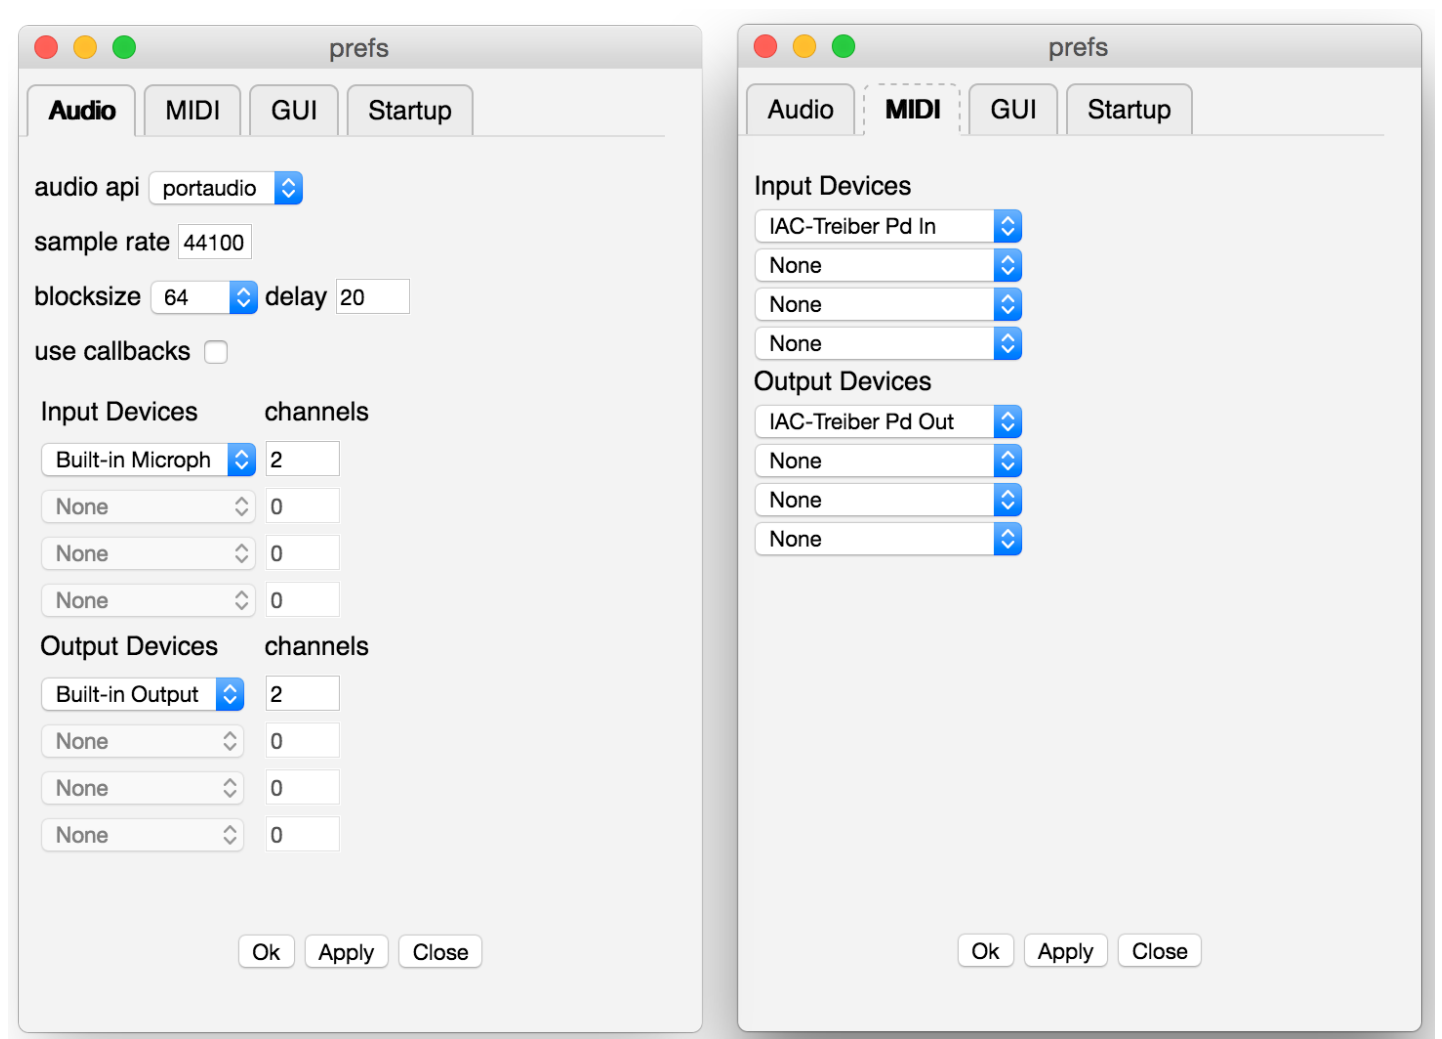 prefs
Audio MIDI GUI Startup
audio api portaudio
sample rate 44100
blocksize 64 delay 20
use callbacks
Input Devices channels
Built-in Microph 2
None 0
None 0
None 0
Output Devices channels
Built-in Output 2
None 0
None 0
None 0
Ok Apply Close
prefs
Audio MIDI GUI Startup
Input Devices
IAC-Treiber Pd In
None
None
None
Output Devices
IAC-Treiber Pd Out
None
None
None
Ok Apply Close